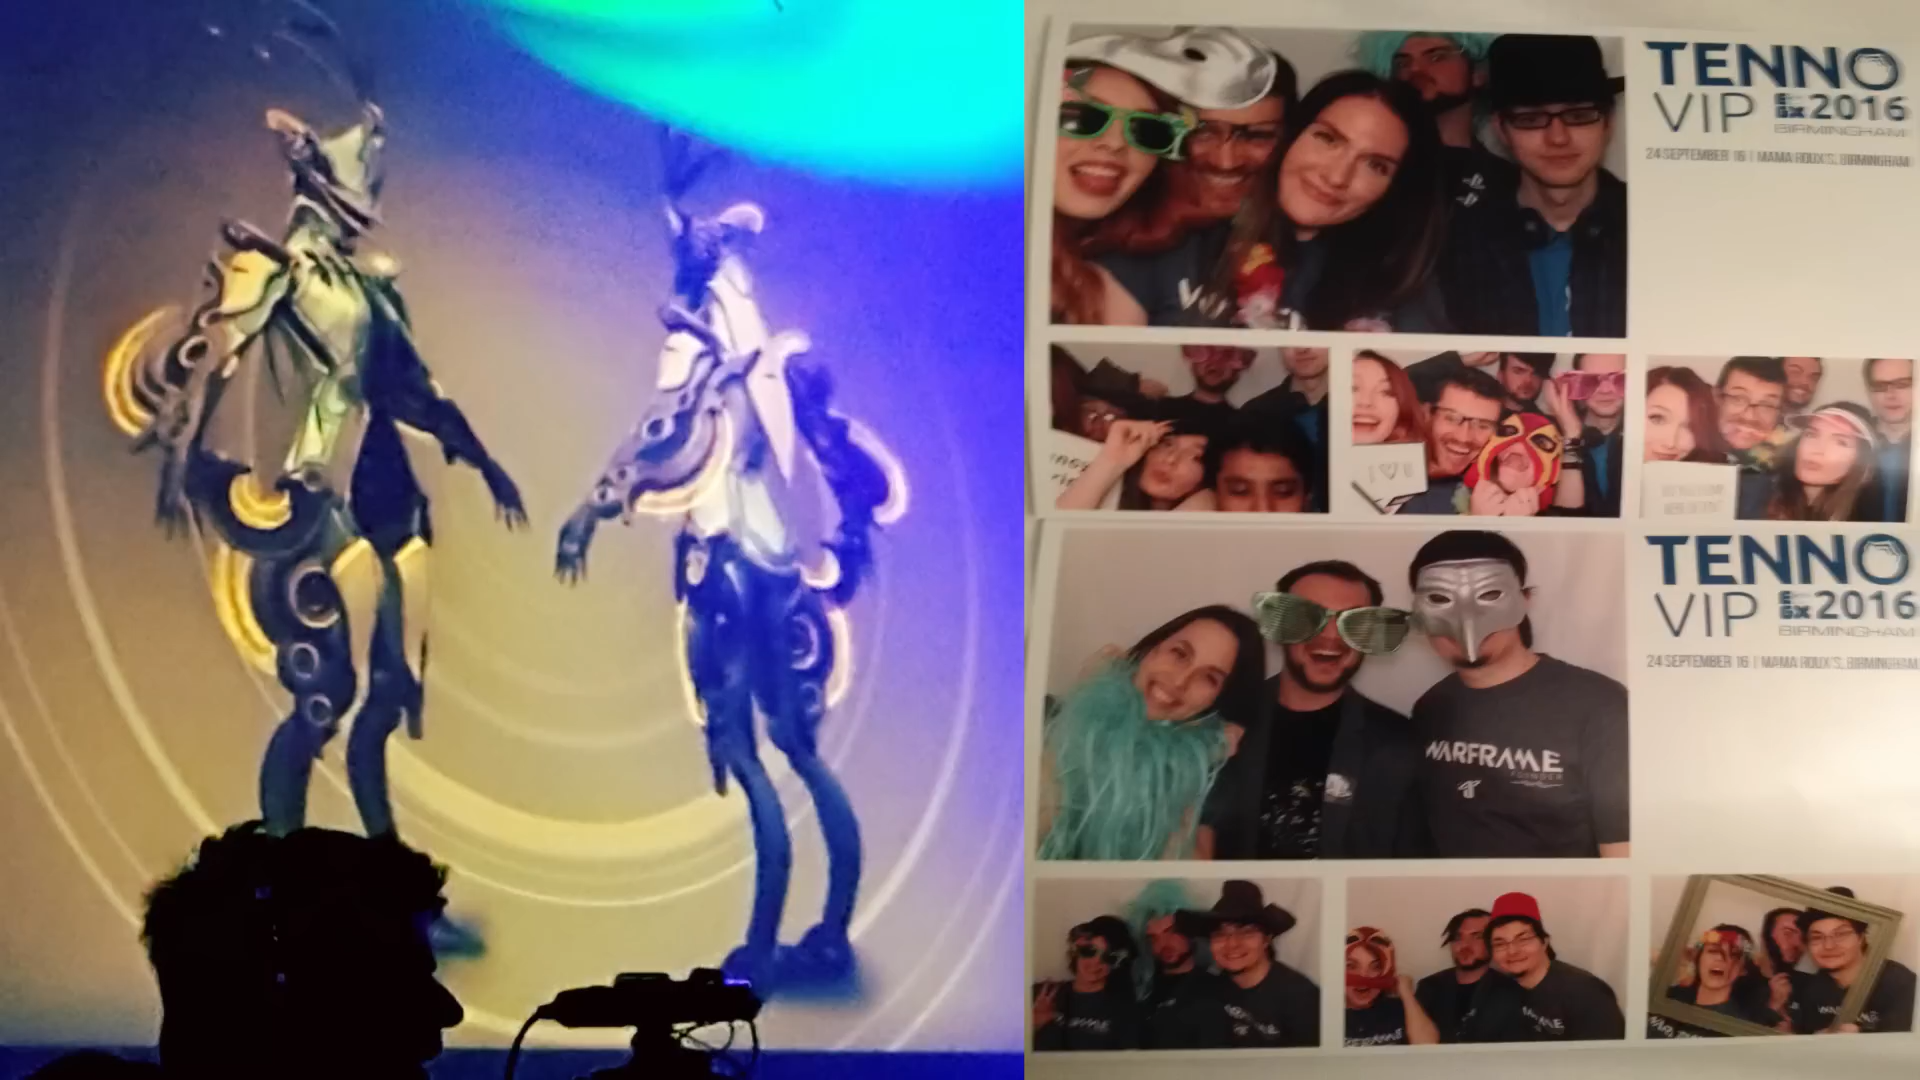 TENNO
VIP EGX 2016
BIRMINGHAM
24 SEPTEMBER 16 | MAMA ROUX'S, BIRMINGHAM
I ♡ U
TENNO
VIP EGX 2016
BIRMINGHAM
24 SEPTEMBER 16 | MAMA ROUX'S, BIRMINGHAM
WARFRAME
FOUNDER